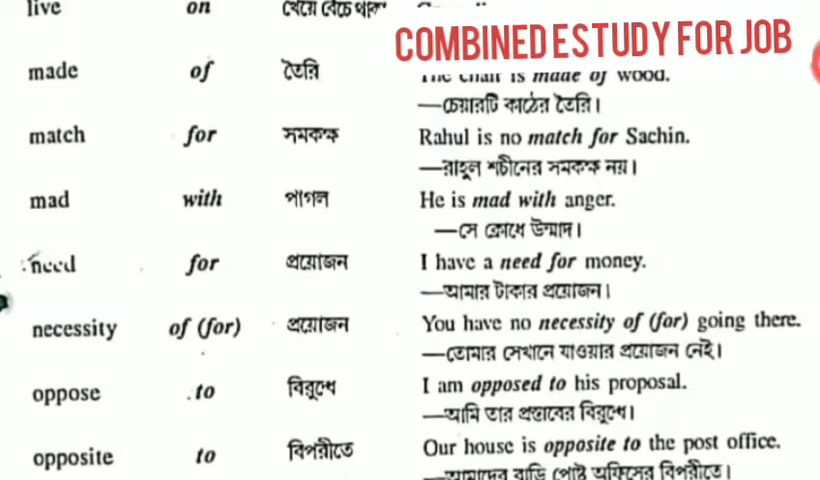 live on খেয়ে বেঁচে থাকা
COMBINED ESTUDY FOR JOB
made of তৈরি The chair is made of wood.
—চেয়ারটি কাঠের তৈরি।
match for সমকক্ষ Rahul is no match for Sachin.
—রাহুল শচীনের সমকক্ষ নয়।
mad with পাগল He is mad with anger.
—সে ক্রোধে উন্মাদ।
need for প্রয়োজন I have a need for money.
—আমার টাকার প্রয়োজন।
necessity of (for) প্রয়োজন You have no necessity of (for) going there.
—তোমার সেখানে যাওয়ার প্রয়োজন নেই।
oppose to বিরুধে I am opposed to his proposal.
—আমি তার প্রস্তাবের বিরুধে।
opposite to বিপরীতে Our house is opposite to the post office.
—আমাদের বাড়ি পোষ্ট অফিসের বিপরীতে।